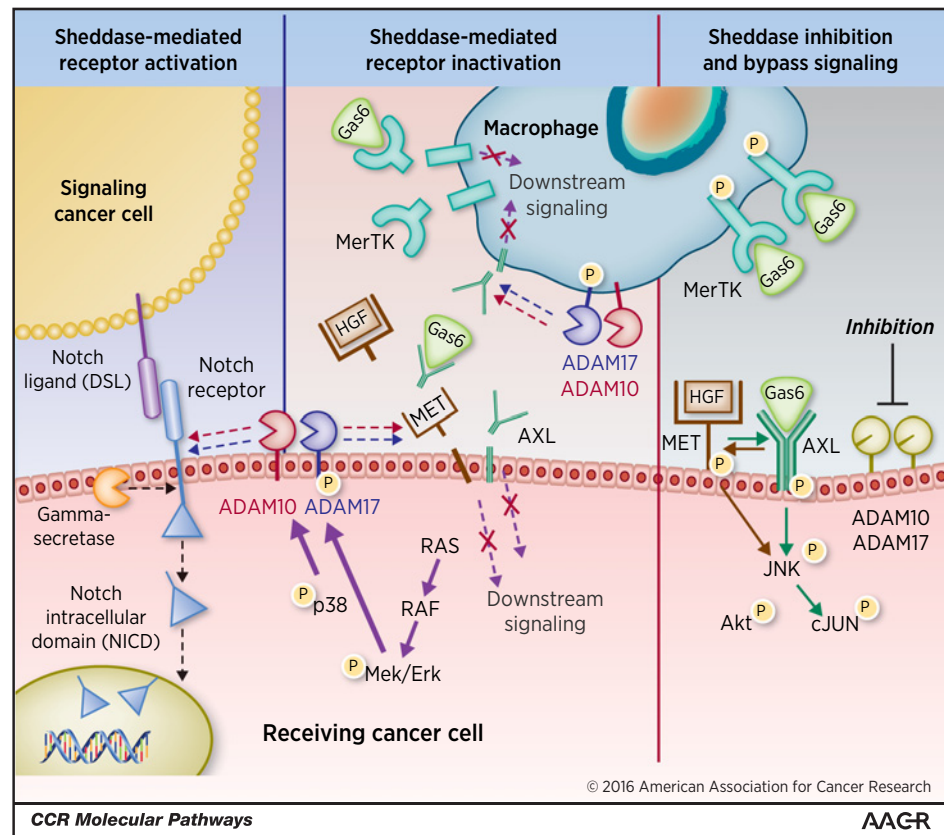 Sheddase-mediated
receptor activation
Sheddase-mediated
receptor inactivation
Sheddase inhibition
and bypass signaling
Signaling
cancer cell
Notch
ligand (DSL)
Notch
receptor
Gamma-
secretase
Notch
intracellular
domain (NICD)
Gas6
Macrophage
Downstream
signaling
MerTK
HGF
Gas6
P
ADAM17
ADAM10
MET
AXL
ADAM10 ADAM17
P
P
p38
RAS
RAF
P
Mek/Erk
Downstream
signaling
Receiving cancer cell
P
P
Gas6
Gas6
MerTK
Inhibition
HGF
Gas6
MET
AXL
P
P
ADAM10
ADAM17
JNK
P
Akt
P
cJUN
P
© 2016 American Association for Cancer Research
CCR Molecular Pathways
AACR